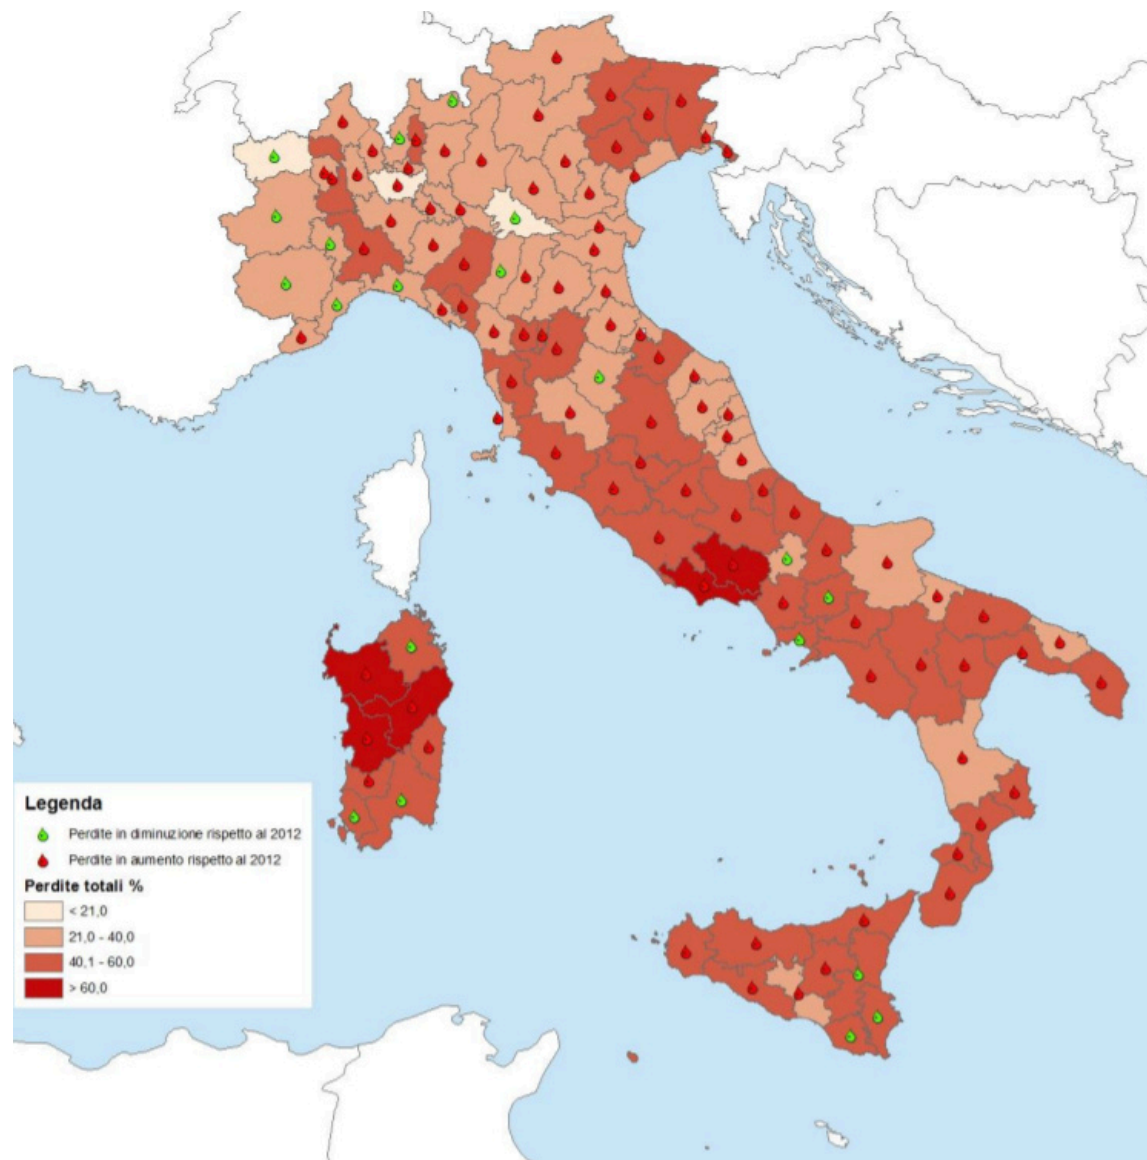 Legenda
Perdite in diminuzione rispetto al 2012
Perdite in aumento rispetto al 2012
Perdite totali %
< 21,0
21,0 - 40,0
40,1 - 60,0
> 60,0